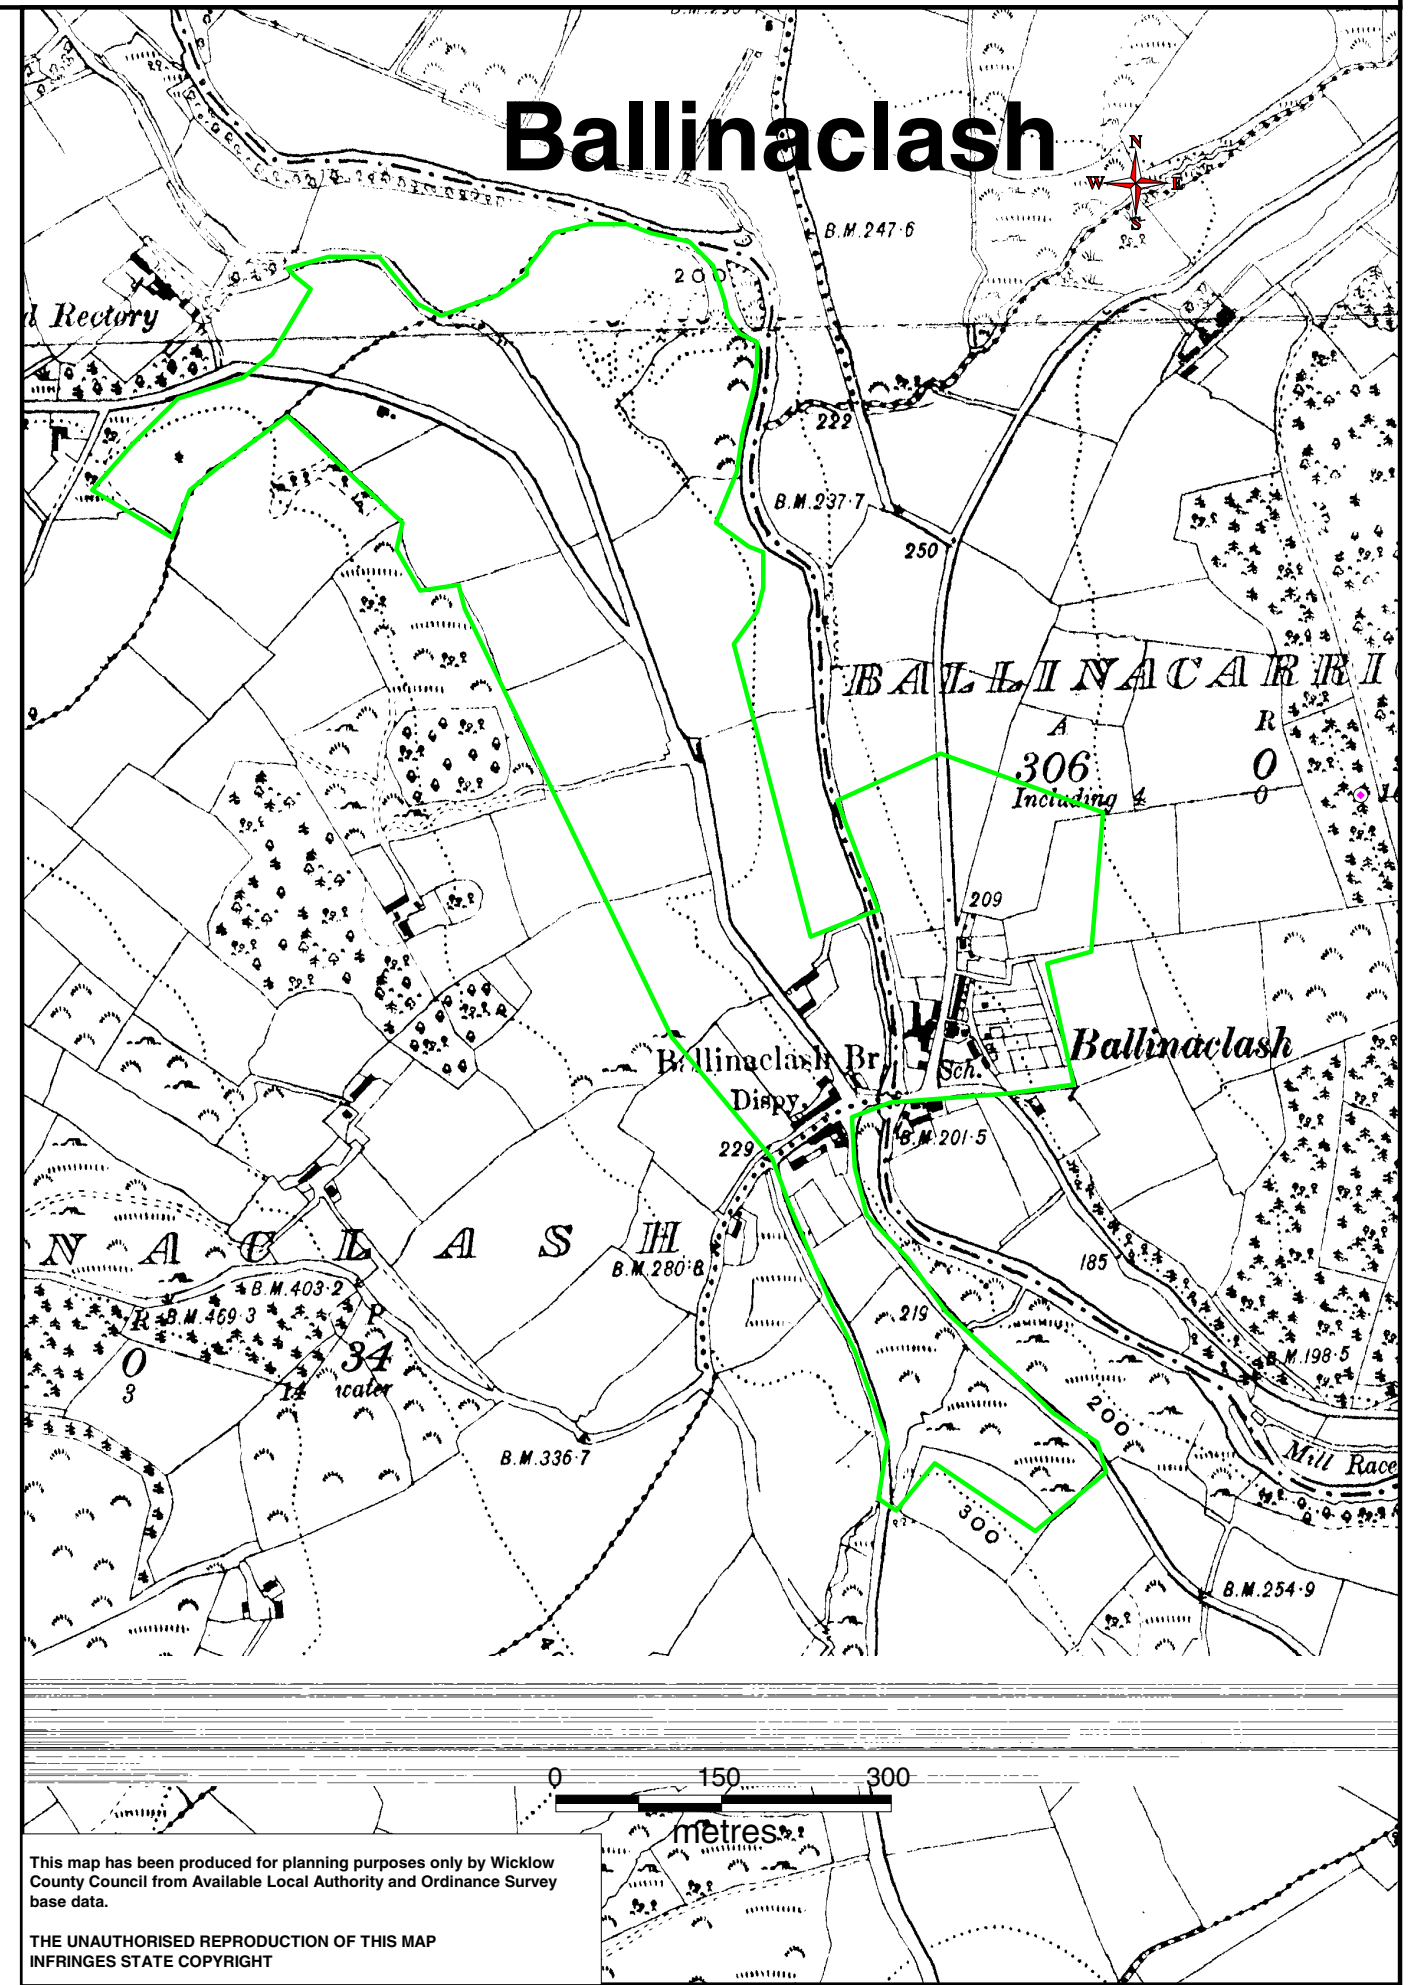 Ballinaclash
N
W
E
S
B.M.247·6
200
d Rectory
222
B.M.237·7
250
BALLINACARRI
A
R
306
0
Including 4
0
209
Ballinaclash Br.
Ballinaclash
Sch.
Dispy.
B.M.201·5
229
NACLASH
B.M.280·8
185
B.M.403·2
R
B.M.469·3
P
219
0
34
B.M.198·5
3
14
water
200
B.M.336·7
Mill Race
300
B.M.254·9
0
150
300
metres
This map has been produced for planning purposes only by Wicklow
County Council from Available Local Authority and Ordinance Survey
base data.
THE UNAUTHORISED REPRODUCTION OF THIS MAP
INFRINGES STATE COPYRIGHT